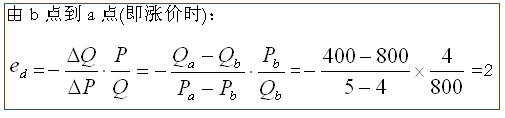 由 b 点到 a 点(即涨价时):
e_d = − ΔQ/ΔP · P/Q = − (Q_a − Q_b)/(P_a − P_b) · P_b/Q_b = − (400 − 800)/(5 − 4) × 4/800 =2